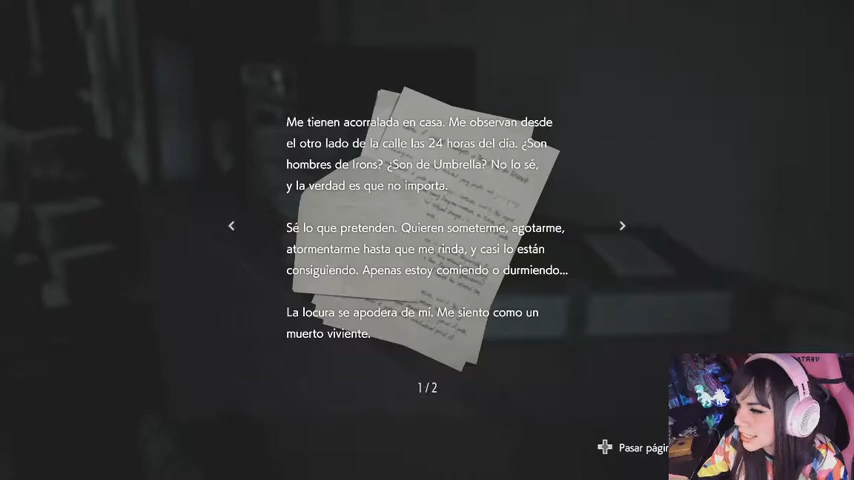 Me tienen acorralada en casa. Me observan desde
el otro lado de la calle las 24 horas del día. ¿Son
hombres de Irons? ¿Son de Umbrella? No lo sé,
y la verdad es que no importa.
Sé lo que pretenden. Quieren someterme, agotarme,
atormentarme hasta que me rinda, y casi lo están
consiguiendo. Apenas estoy comiendo o durmiendo...
La locura se apodera de mí. Me siento como un
muerto viviente.
1/2
Pasar págin